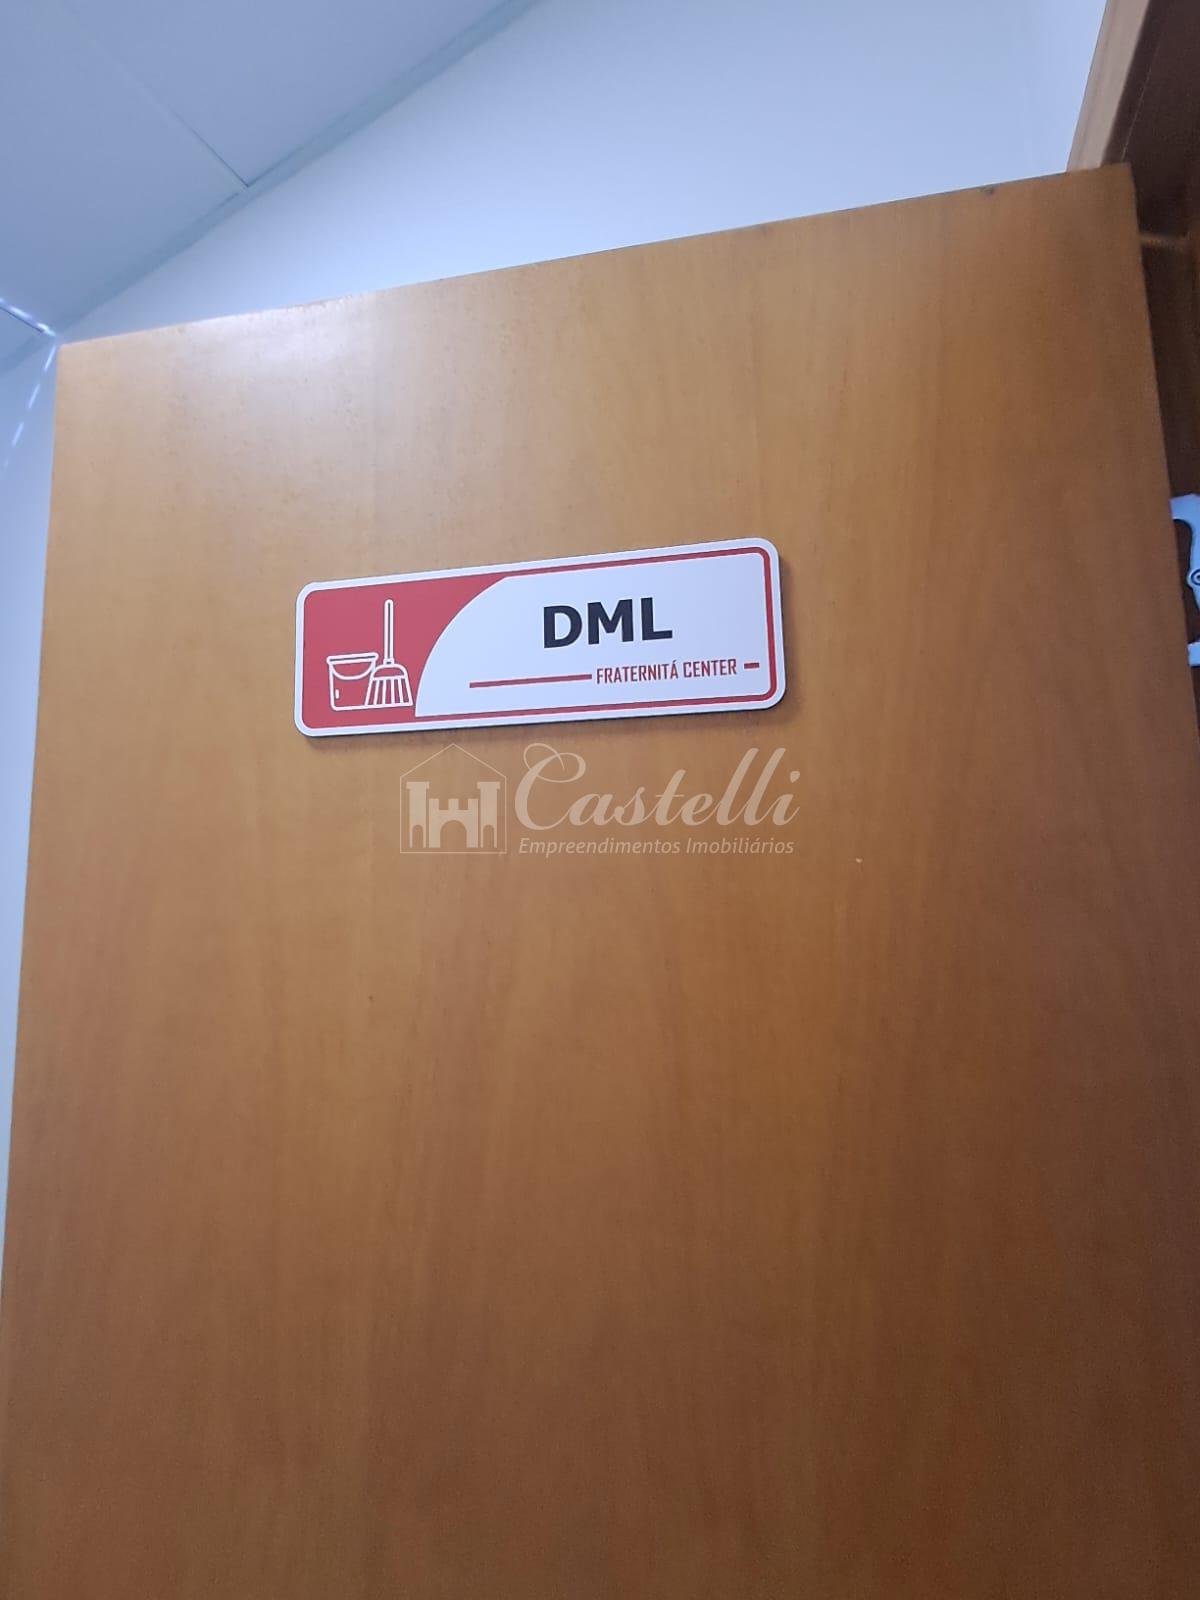 DML
FRATERNITÁ CENTER
Castelli
Empreendimentos Imobiliários